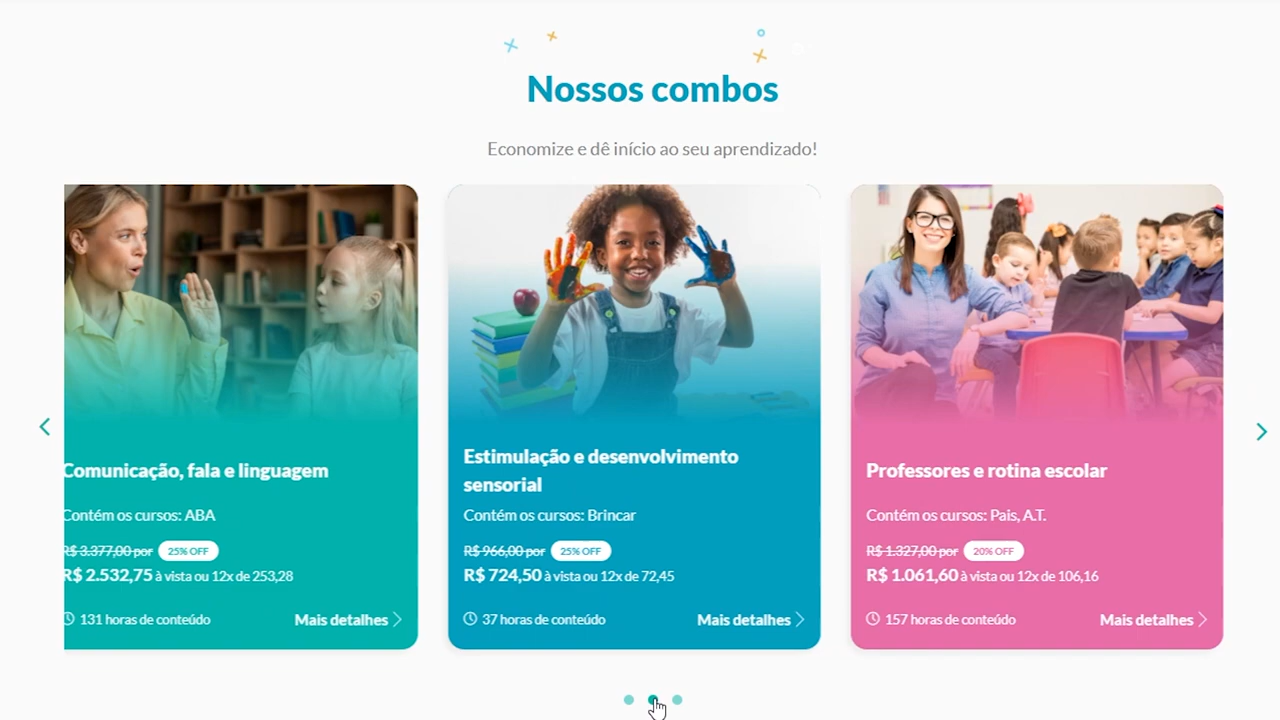 Nossos combos
Economize e dê início ao seu aprendizado!
Comunicação, fala e linguagem
Contém os cursos: ABA
R$ 3.377,00 por 25% OFF
R$ 2.532,75 à vista ou 12x de 253,28
131 horas de conteúdo Mais detalhes
Estimulação e desenvolvimento
sensorial
Contém os cursos: Brincar
R$ 966,00 por 25% OFF
R$ 724,50 à vista ou 12x de 72,45
37 horas de conteúdo Mais detalhes
Professores e rotina escolar
Contém os cursos: Pais, A.T.
R$ 1.327,00 por 20% OFF
R$ 1.061,60 à vista ou 12x de 106,16
157 horas de conteúdo Mais detalhes